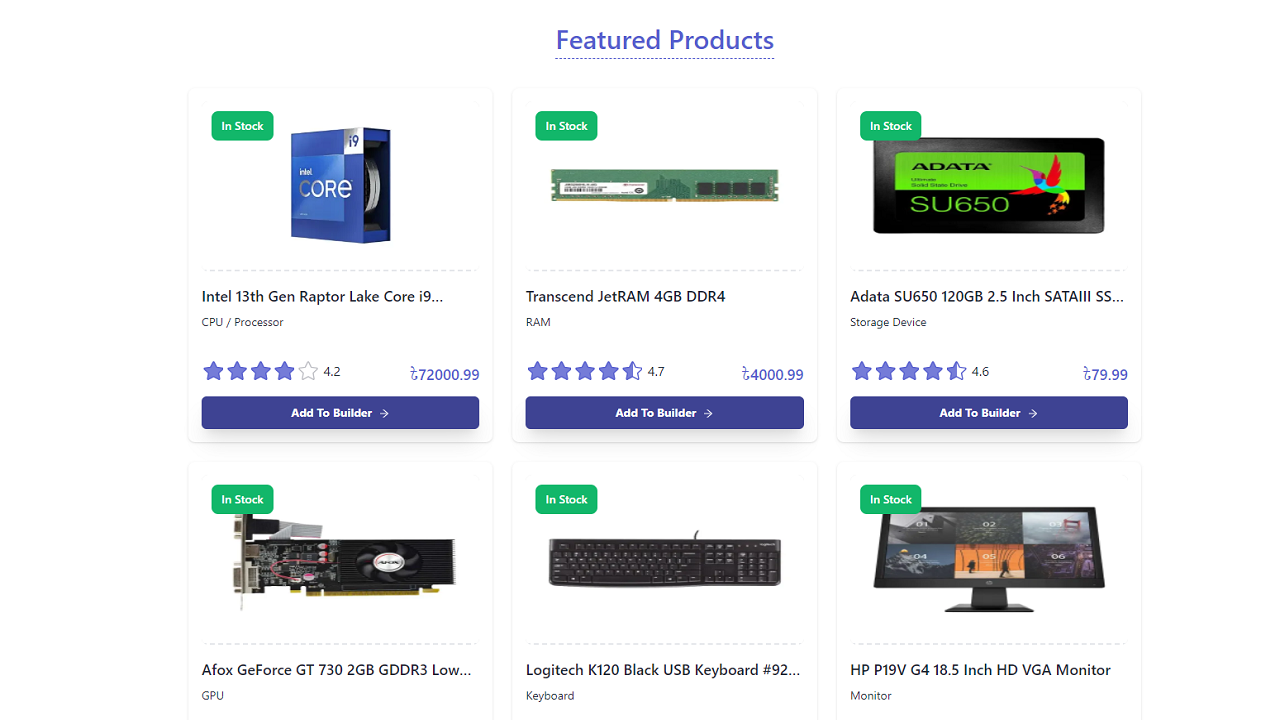 Featured Products
In Stock
In Stock
In Stock
i9
intel
CORE
ADATA
Ultimate
Solid State Drive
SU650
Intel 13th Gen Raptor Lake Core i9...
Transcend JetRAM 4GB DDR4
Adata SU650 120GB 2.5 Inch SATAIII SS...
CPU / Processor
RAM
Storage Device
4.2
৳72000.99
4.7
৳4000.99
4.6
৳79.99
Add To Builder →
Add To Builder →
Add To Builder →
In Stock
In Stock
In Stock
AFOX
logitech
01 02 03
04 05 06
Afox GeForce GT 730 2GB GDDR3 Low...
Logitech K120 Black USB Keyboard #92...
HP P19V G4 18.5 Inch HD VGA Monitor
GPU
Keyboard
Monitor